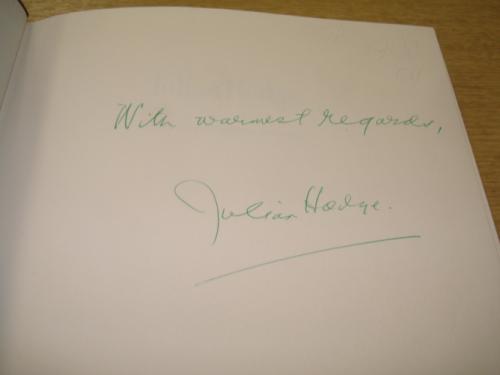 With warmest regards,
Julian Hodge.